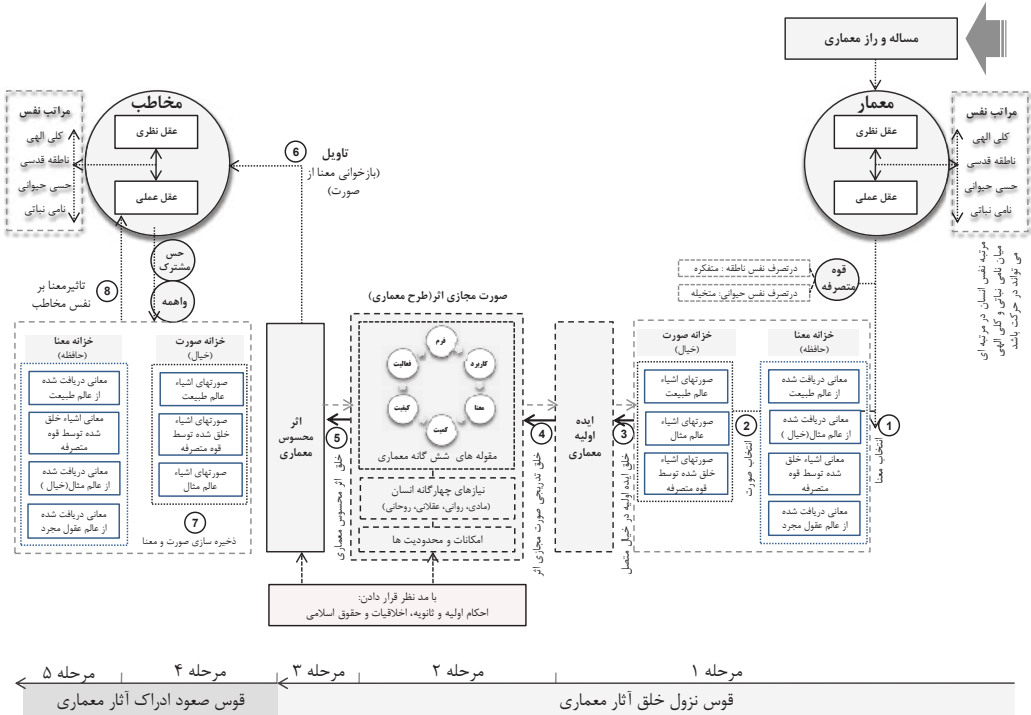 مساله و راز معماری
معمار
عقل نظری
عقل عملی
مراتب نفس
کلی الهی
ناطقه قدسی
حسی حیوانی
نامی نباتی
مرتبه نفس انسان در مرتبه ای
میان نامی نباتی و کلی الهی
می تواند در حرکت باشد
قوه
متصرفه
درتصرف نفس ناطقه : متفکره
درتصرف نفس حیوانی: متخیله
خزانه معنا
(حافظه)
معانی دریافت شده
از عالم طبیعت
معانی دریافت شده
از عالم مثال(خیال )
معانی اشیاء خلق
شده توسط قوه
متصرفه
معانی دریافت شده
از عالم عقول مجرد
1
انتخاب معنا
خزانه صورت
(خیال)
صورتهای اشیاء
عالم طبیعت
صورتهای اشیاء
عالم مثال
صورتهای اشیاء
خلق شده توسط
قوه متصرفه
2
انتخاب صورت
3
خلق ایده اولیه در خیال متصل
ایده
اولیه
معماری
4
خلق تدریجی صورت مجازی اثر
صورت مجازی اثر(طرح معماری)
فرم
کاربرد
معنا
کمیت
کیفیت
فعالیت
مقوله های شش گانه معماری
نیازهای چهارگانه انسان
(مادی، روانی، عقلانی، روحانی)
امکانات و محدودیت ها
با مد نظر قرار دادن:
احکام اولیه و ثانویه، اخلاقیات و حقوق اسلامی
5
خلق اثر محسوس معماری
اثر
محسوس
معماری
6
تاویل
(بازخوانی معنا از
صورت)
مخاطب
عقل نظری
عقل عملی
مراتب نفس
کلی الهی
ناطقه قدسی
حسی حیوانی
نامی نباتی
حس
مشترک
واهمه
8
تاثیرمعنا بر
نفس مخاطب
خزانه صورت
(خیال)
صورتهای اشیاء
عالم طبیعت
صورتهای اشیاء
خلق شده توسط
قوه متصرفه
صورتهای اشیاء
عالم مثال
7
ذخیره سازی صورت و معنا
خزانه معنا
(حافظه)
معانی دریافت شده
از عالم طبیعت
معانی اشیاء خلق
شده توسط قوه
متصرفه
معانی دریافت شده
از عالم مثال(خیال )
معانی دریافت شده
از عالم عقول مجرد
مرحله ۱
مرحله ۲
مرحله ۳
مرحله ۴
مرحله ۵
قوس نزول خلق آثار معماری
قوس صعود ادراک آثار معماری